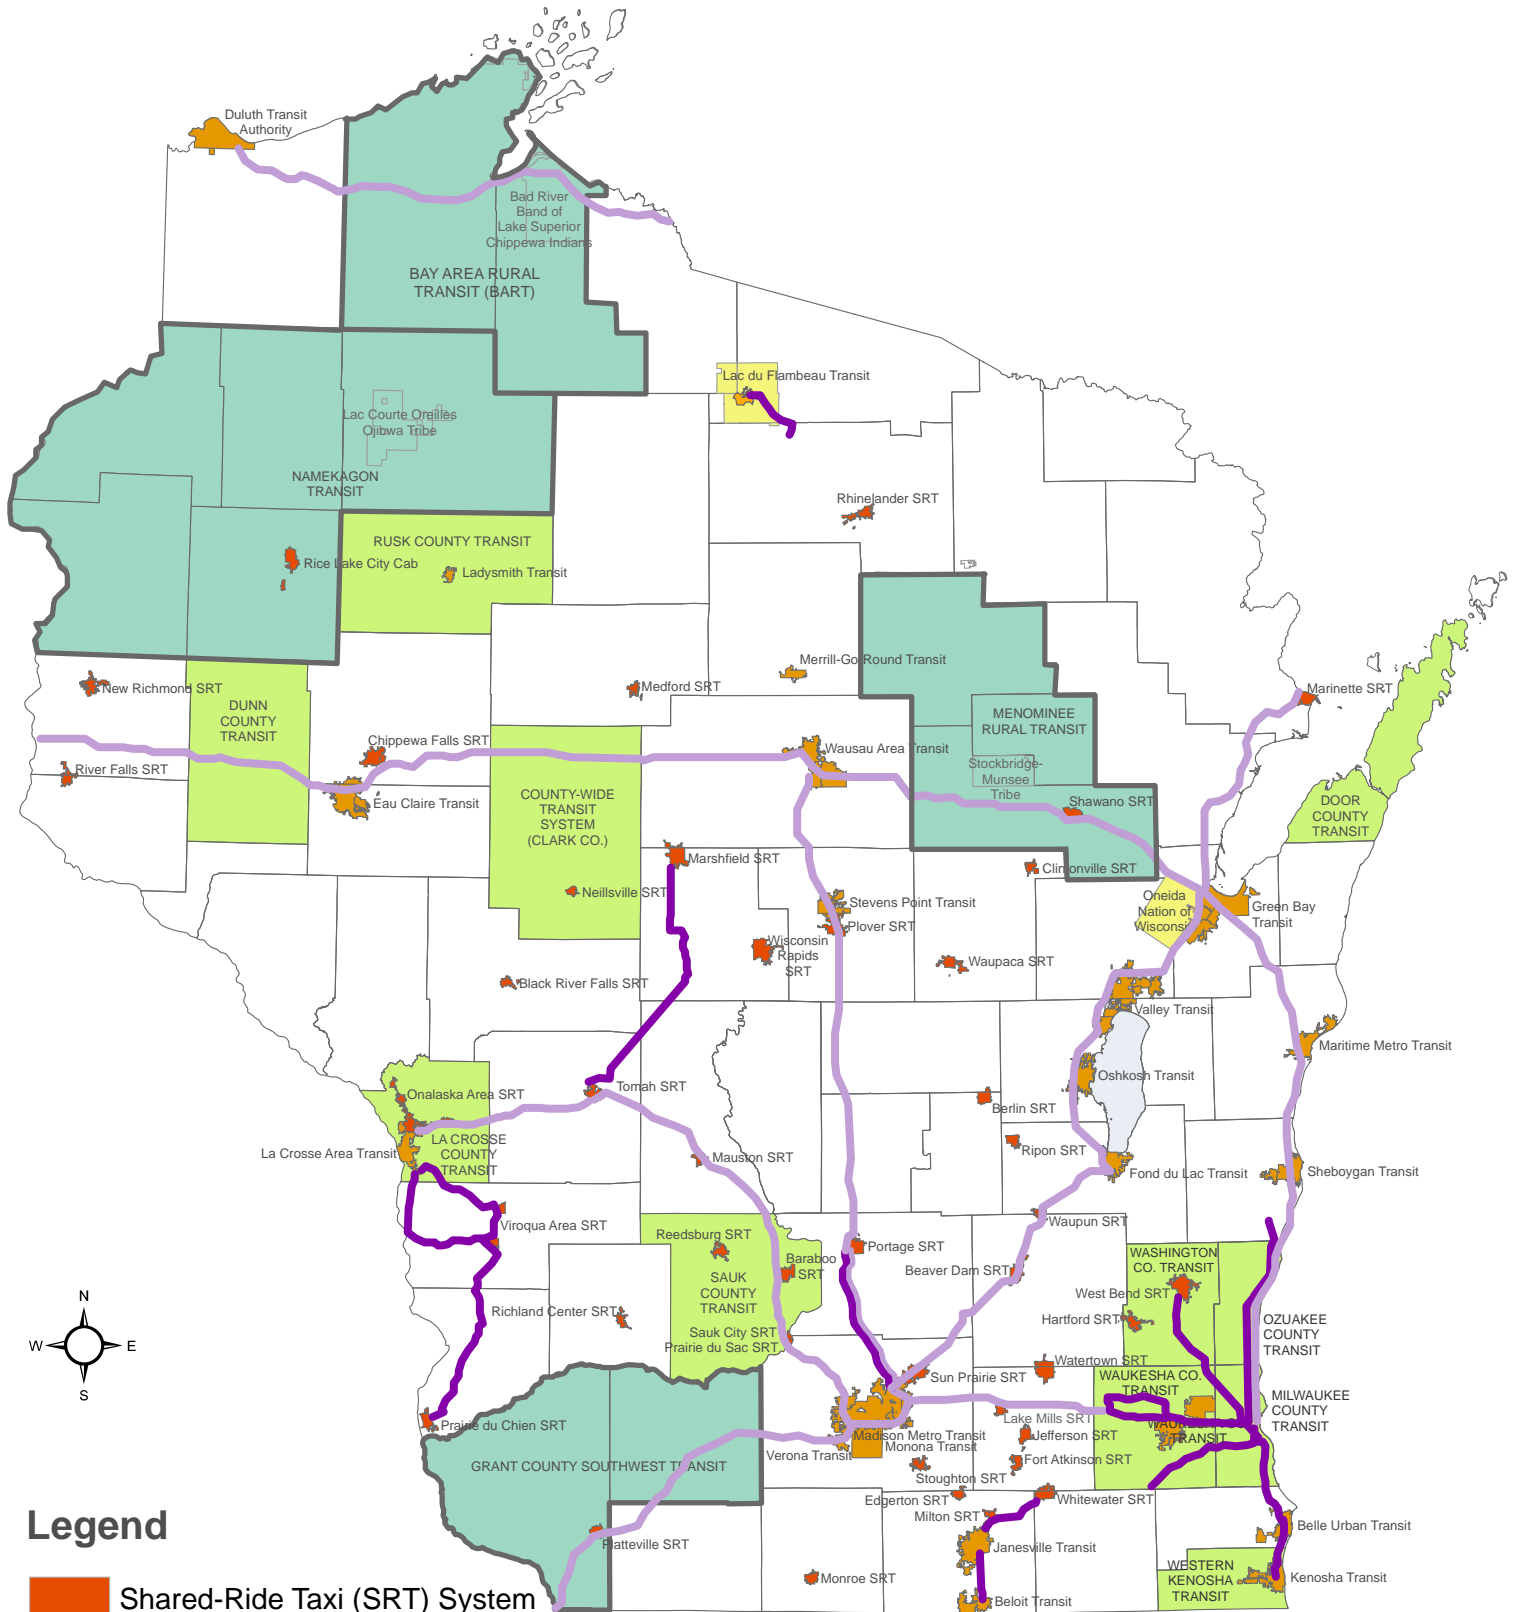 Duluth Transit
Authority
Bad River
Band of
Lake Superior
Chippewa Indians
BAY AREA RURAL
TRANSIT (BART)
Lac du Flambeau Transit
Lac Courte Oreilles
Ojibwa Tribe
NAMEKAGON
TRANSIT
Rhinelander SRT
RUSK COUNTY TRANSIT
Rice Lake City Cab
Ladysmith Transit
Merrill-Go Round Transit
New Richmond SRT
Medford SRT
Marinette SRT
DUNN
COUNTY
TRANSIT
MENOMINEE
RURAL TRANSIT
Chippewa Falls SRT
Wausau Area Transit
River Falls SRT
Stockbridge-
Munsee
Tribe
Eau Claire Transit
COUNTY-WIDE
TRANSIT
SYSTEM
(CLARK CO.)
Shawano SRT
DOOR
COUNTY
TRANSIT
Marshfield SRT
Clintonville SRT
Neillsville SRT
Stevens Point Transit
Plover SRT
Oneida
Nation of
Wisconsi
Green Bay
Transit
Wisconsin
Rapids
SRT
Waupaca SRT
Black River Falls SRT
Valley Transit
Maritime Metro Transit
Oshkosh Transit
Tomah SRT
Onalaska Area SRT
Berlin SRT
LA CROSSE
COUNTY
TRANSIT
La Crosse Area Transit
Mauston SRT
Ripon SRT
Fond du Lac Transit
Sheboygan Transit
Viroqua Area SRT
Waupun SRT
Reedsburg SRT
Portage SRT
Baraboo
SRT
Beaver Dam SRT
WASHINGTON
CO. TRANSIT
West Bend SRT
SAUK
COUNTY
TRANSIT
Richland Center SRT
Hartford SRT
OZUAKEE
COUNTY
TRANSIT
Sauk City SRT
Prairie du Sac SRT
N
W
E
S
Sun Prairie SRT
Watertown SRT
WAUKESHA CO.
TRANSIT
MILWAUKEE
COUNTY
TRANSIT
Prairie du Chien SRT
Lake Mills SRT
Madison Metro Transit
Jefferson SRT
TRANSIT
Monona Transit
Verona Transit
Fort Atkinson SRT
GRANT COUNTY SOUTHWEST TRANSIT
Stoughton SRT
Edgerton SRT
Whitewater SRT
Milton SRT
Belle Urban Transit
Platteville SRT
Janesville Transit
WESTERN
KENOSHA
TRANSIT
Kenosha Transit
Monroe SRT
Beloit Transit
Legend
Shared-Ride Taxi (SRT) System